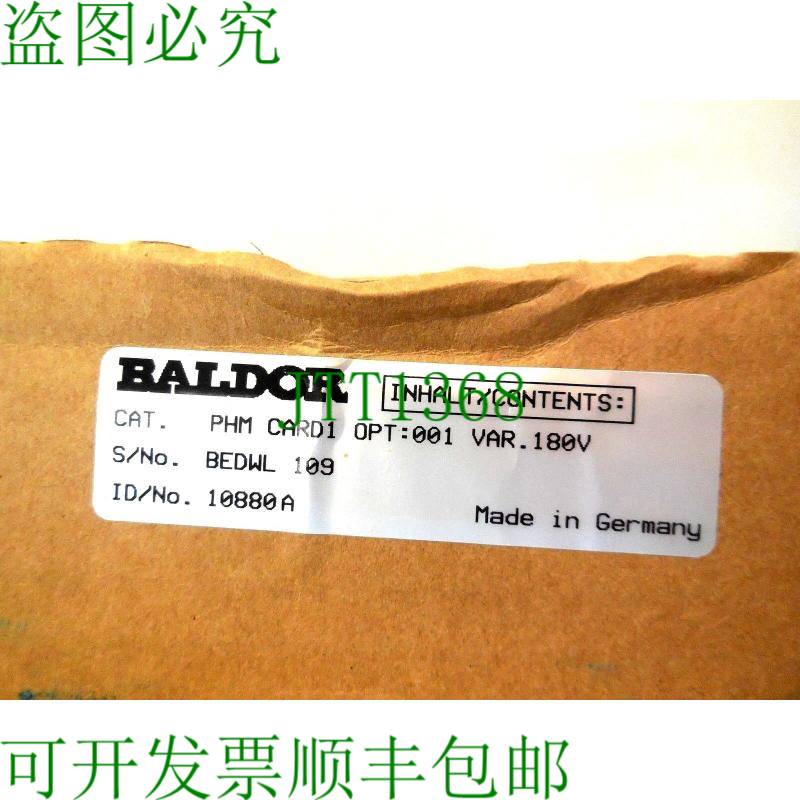 盗图必究
BALDOR INHALT/CONTENTS:
JTT1368
CAT. PHM CARD1 OPT:001 VAR.180V
S/No. BEDWL 109
ID/No. 10880A
Made in Germany
可开发票顺丰包邮